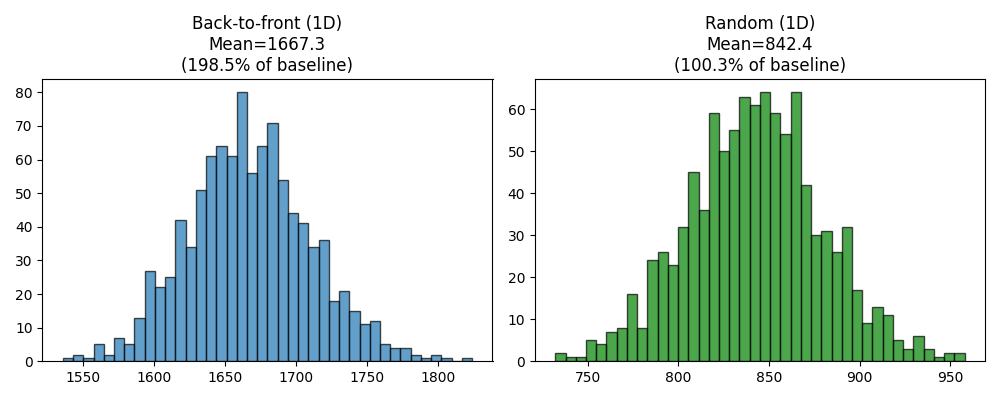 Back-to-front (1D)
Mean=1667.3
(198.5% of baseline)
80
70
60
50
40
30
20
10
0
1550 1600 1650 1700 1750 1800
Random (1D)
Mean=842.4
(100.3% of baseline)
60
50
40
30
20
10
0
750 800 850 900 950